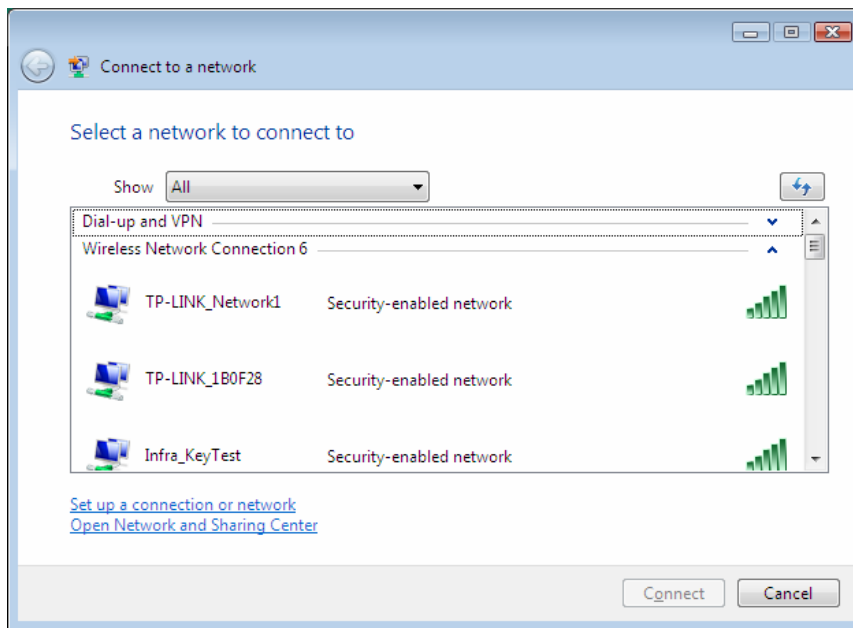 Connect to a network
Select a network to connect to
Show All
Dial-up and VPN
Wireless Network Connection 6
TP-LINK_Network1 Security-enabled network
TP-LINK_1B0F28 Security-enabled network
Infra_KeyTest Security-enabled network
Set up a connection or network
Open Network and Sharing Center
Connect Cancel